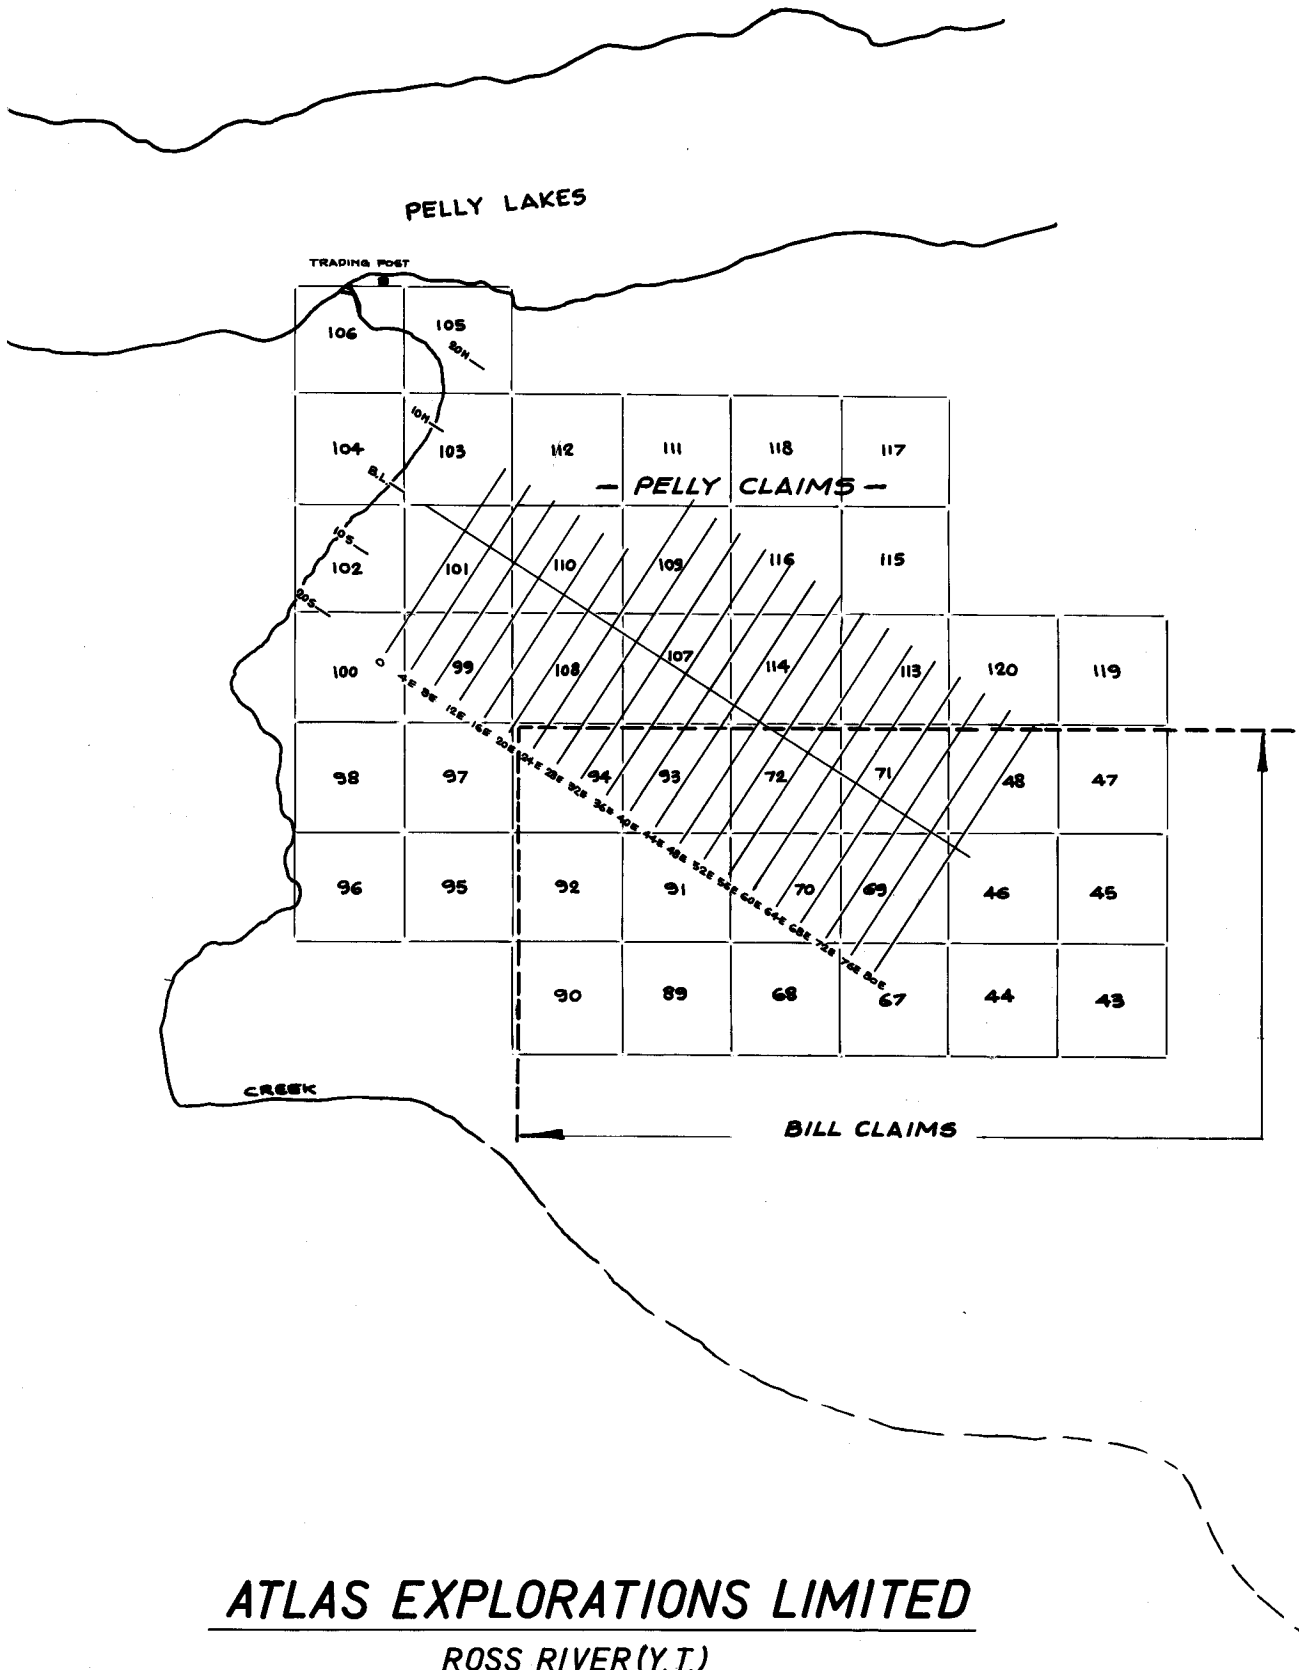 PELLY LAKES
TRADING POST
106 105
20N
10N
104 103 112 111 118 117
B.L.
— PELLY CLAIMS —
10S
102 101 110 109 116 115
20S
100 99 108 107 114 113 120 119
0 4E 8E 12E 16E 20E 24E 28E 32E 36E 40E 44E 48E 52E 56E 60E 64E 68E 72E 76E 80E
98 97 94 93 72 71 48 47
96 95 92 91 70 69 46 45
90 89 68 67 44 43
CREEK
BILL CLAIMS
ATLAS EXPLORATIONS LIMITED
ROSS RIVER (Y.T.)